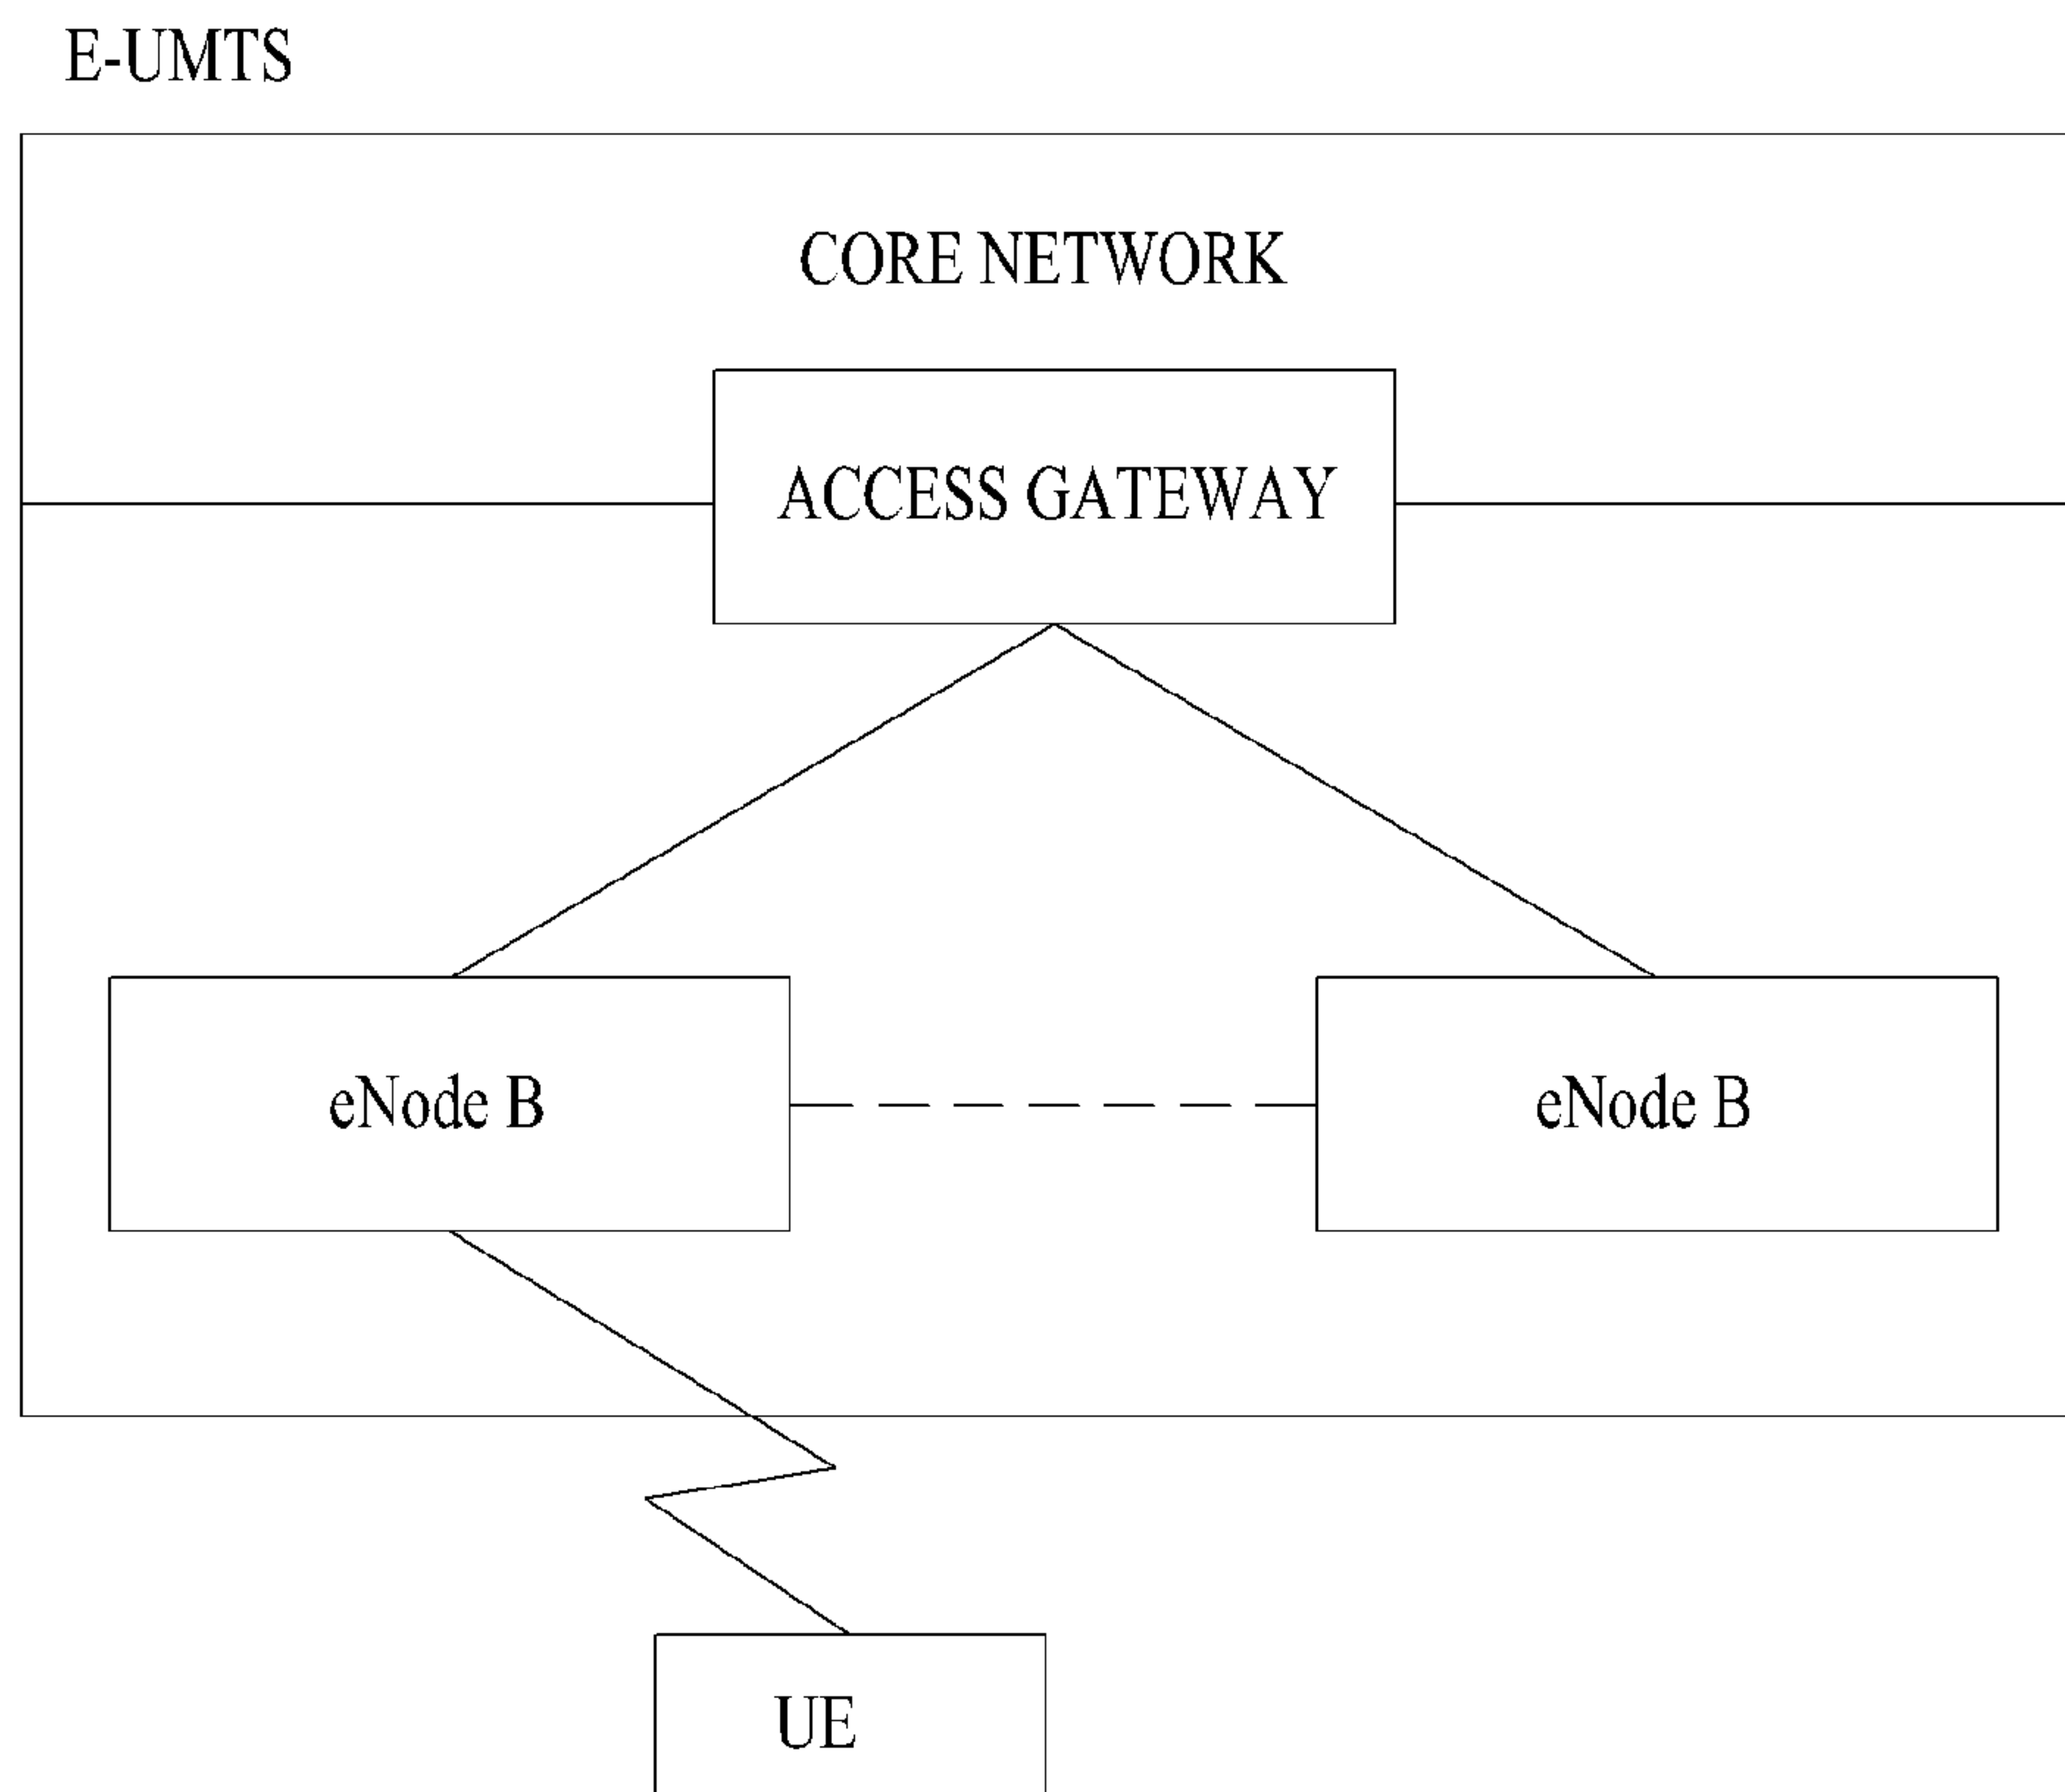 E-UMTS
CORE NETWORK
ACCESS GATEWAY
eNode B
eNode B
UE